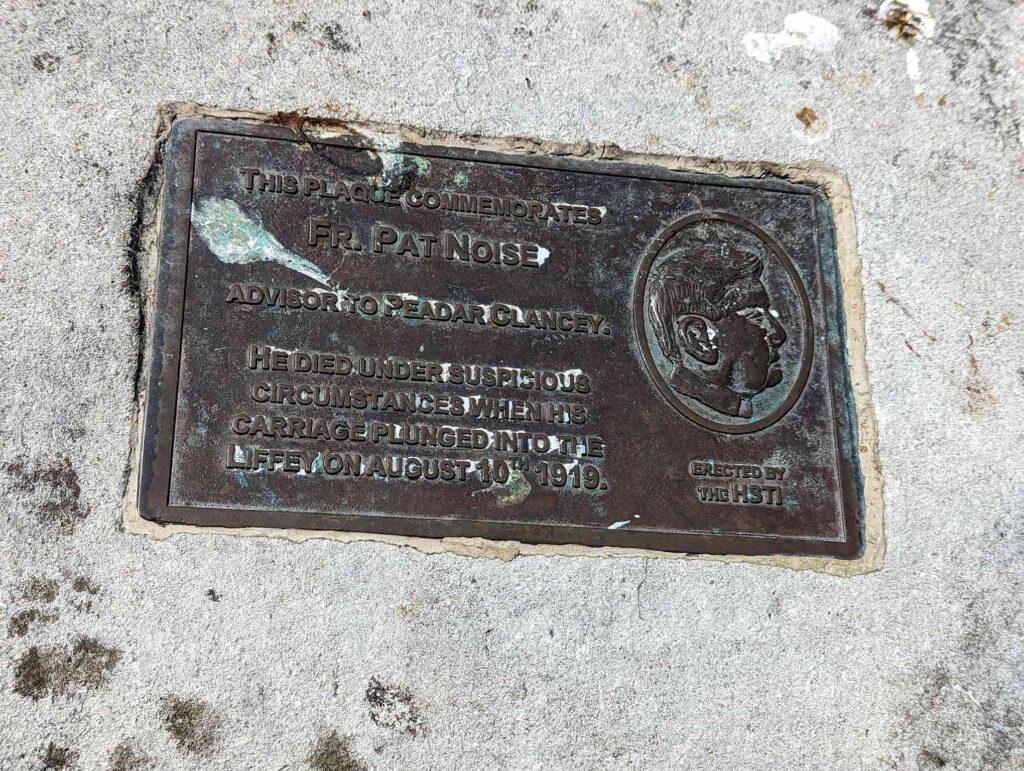 THIS PLAQUE COMMEMORATES
FR. PAT NOISE
ADVISOR TO PEADAR CLANCEY.
HE DIED UNDER SUSPICIOUS
CIRCUMSTANCES WHEN HIS
CARRIAGE PLUNGED INTO THE
LIFFEY ON AUGUST 10TH 1919.
ERECTED BY
THE HSTI